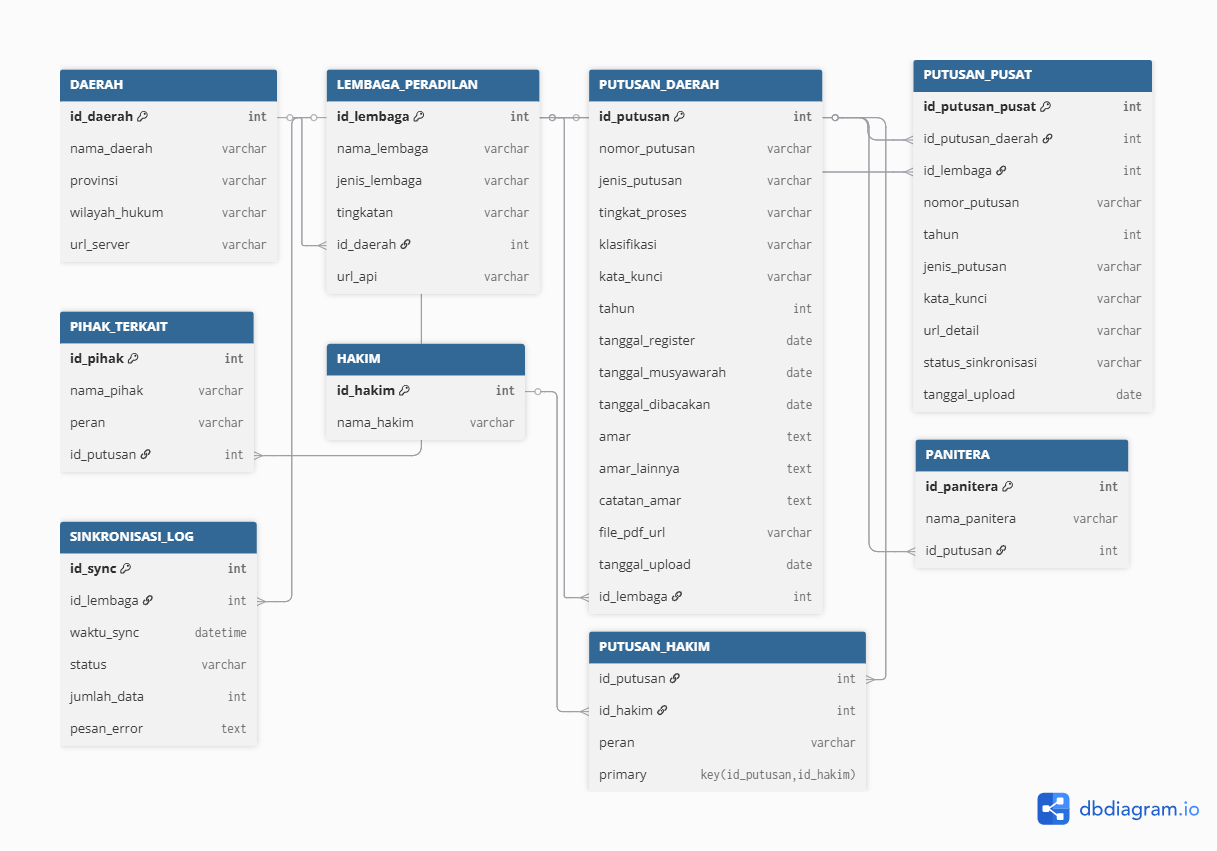 DAERAH
id_daerah int
nama_daerah varchar
provinsi varchar
wilayah_hukum varchar
url_server varchar
LEMBAGA_PERADILAN
id_lembaga int
nama_lembaga varchar
jenis_lembaga varchar
tingkatan varchar
id_daerah int
url_api varchar
PUTUSAN_DAERAH
id_putusan int
nomor_putusan varchar
jenis_putusan varchar
tingkat_proses varchar
klasifikasi varchar
kata_kunci varchar
tahun int
tanggal_register date
tanggal_musyawarah date
tanggal_dibacakan date
amar text
amar_lainnya text
catatan_amar text
file_pdf_url varchar
tanggal_upload date
id_lembaga int
PUTUSAN_PUSAT
id_putusan_pusat int
id_putusan_daerah int
id_lembaga int
nomor_putusan varchar
tahun int
jenis_putusan varchar
kata_kunci varchar
url_detail varchar
status_sinkronisasi varchar
tanggal_upload date
PIHAK_TERKAIT
id_pihak int
nama_pihak varchar
peran varchar
id_putusan int
HAKIM
id_hakim int
nama_hakim varchar
PANITERA
id_panitera int
nama_panitera varchar
id_putusan int
SINKRONISASI_LOG
id_sync int
id_lembaga int
waktu_sync datetime
status varchar
jumlah_data int
pesan_error text
PUTUSAN_HAKIM
id_putusan int
id_hakim int
peran varchar
primary key(id_putusan,id_hakim)
dbdiagram.io